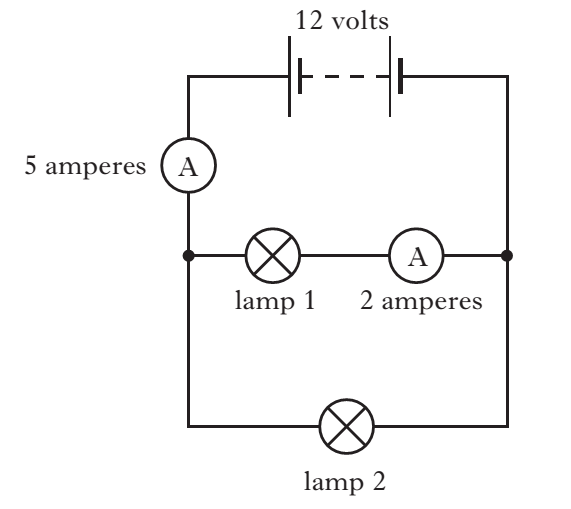 12 volts
5 amperes
A
A
lamp 1
2 amperes
lamp 2